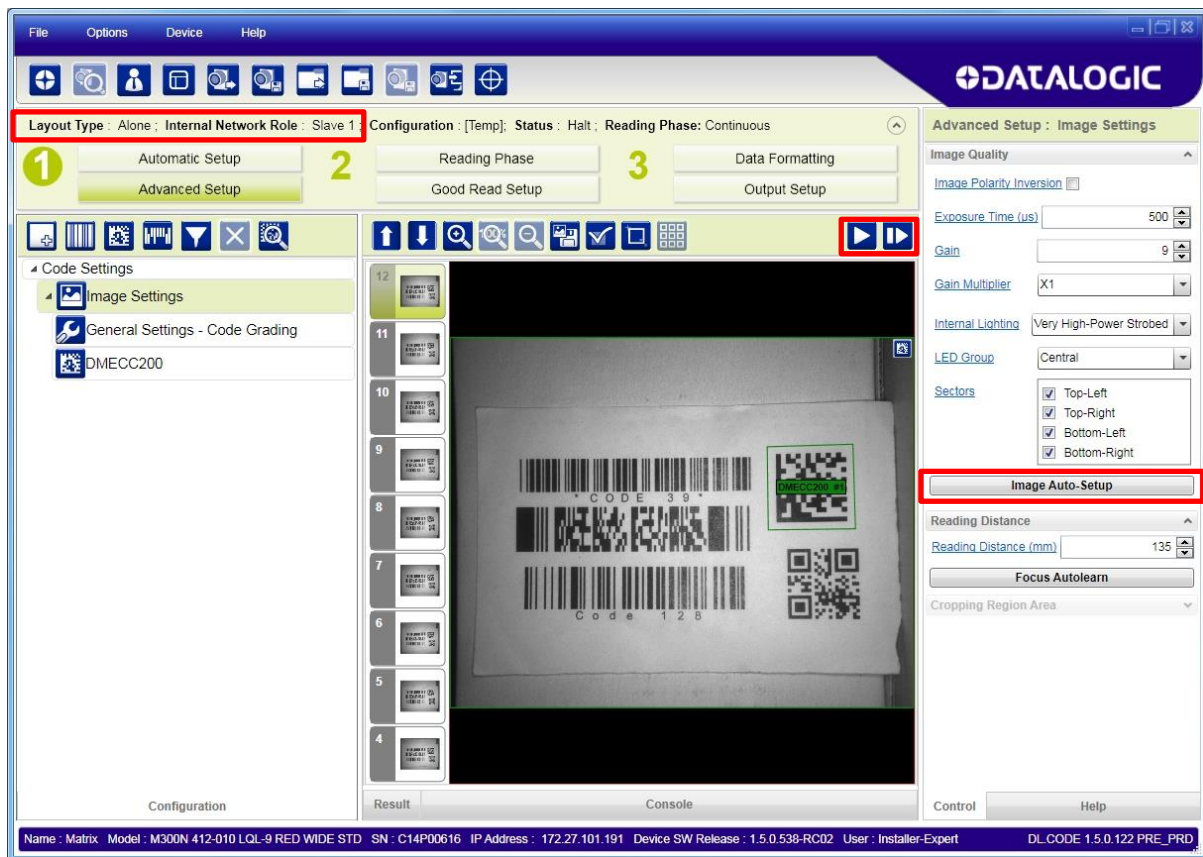 File Options Device Help
DATALOGIC
Layout Type : Alone ; Internal Network Role : Slave 1 ; Configuration : [Temp]; Status : Halt ; Reading Phase: Continuous
1
Automatic Setup
Advanced Setup
2
Reading Phase
Good Read Setup
3
Data Formatting
Output Setup
Code Settings
Image Settings
General Settings - Code Grading
DMECC200
Configuration
100%
12
11
10
9
8
7
6
5
4
* CODE 39 *
DMECC200 #1
Code 128
Result Console
Advanced Setup : Image Settings
Image Quality
Image Polarity Inversion
Exposure Time (µs) 500
Gain 9
Gain Multiplier X1
Internal Lighting Very High-Power Strobed
LED Group Central
Sectors Top-Left
Top-Right
Bottom-Left
Bottom-Right
Image Auto-Setup
Reading Distance
Reading Distance (mm) 135
Focus Autolearn
Cropping Region Area
Control Help
Name : Matrix Model : M300N 412-010 LQL-9 RED WIDE STD SN : C14P00616 IP Address : 172.27.101.191 Device SW Release : 1.5.0.538-RC02 User : Installer-Expert DL.CODE 1.5.0.122 PRE_PRD